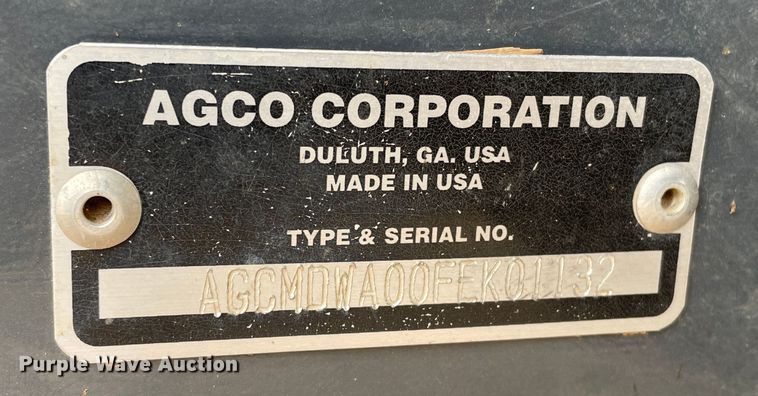 AGCO CORPORATION
DULUTH, GA. USA
MADE IN USA
TYPE & SERIAL NO.
AGCMDWA00FEK01132
Purple Wave Auction